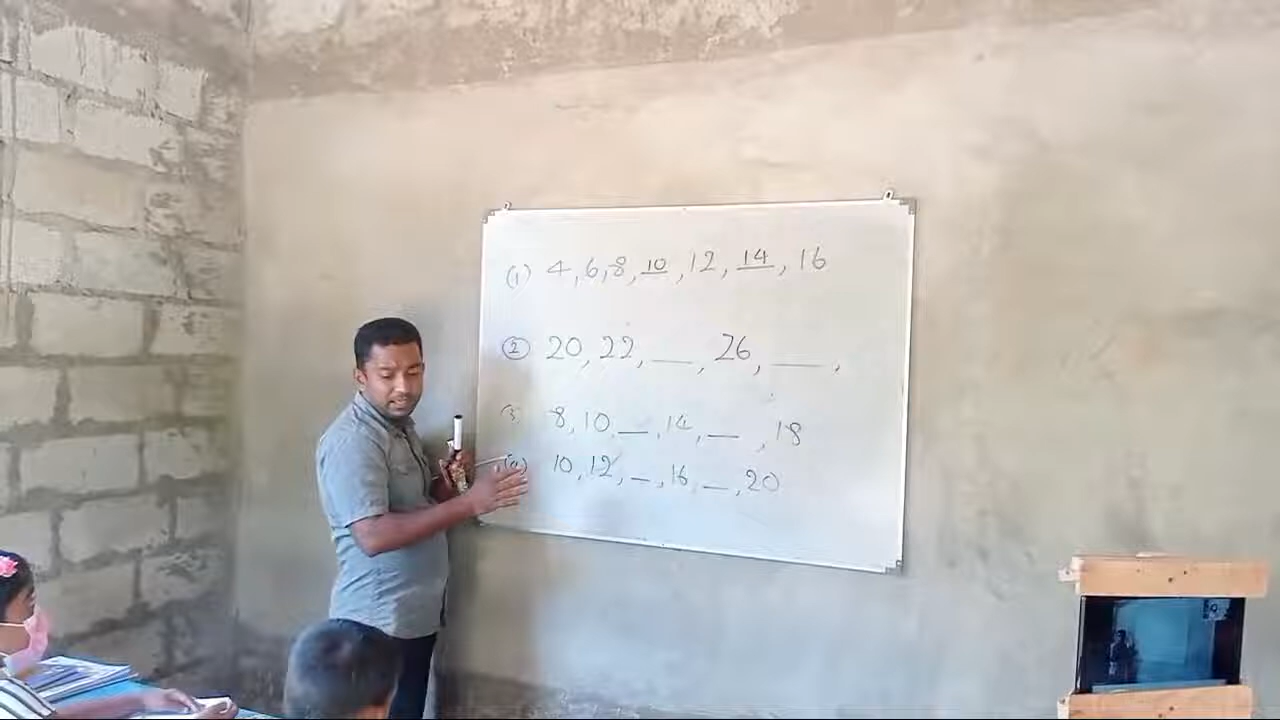 (1) 4, 6, 8, 10, 12, 14, 16
(2) 20, 22, __, 26, __,
3 8, 10, __, 14, __, 18
(4) 10, 12, __, 16, __, 20